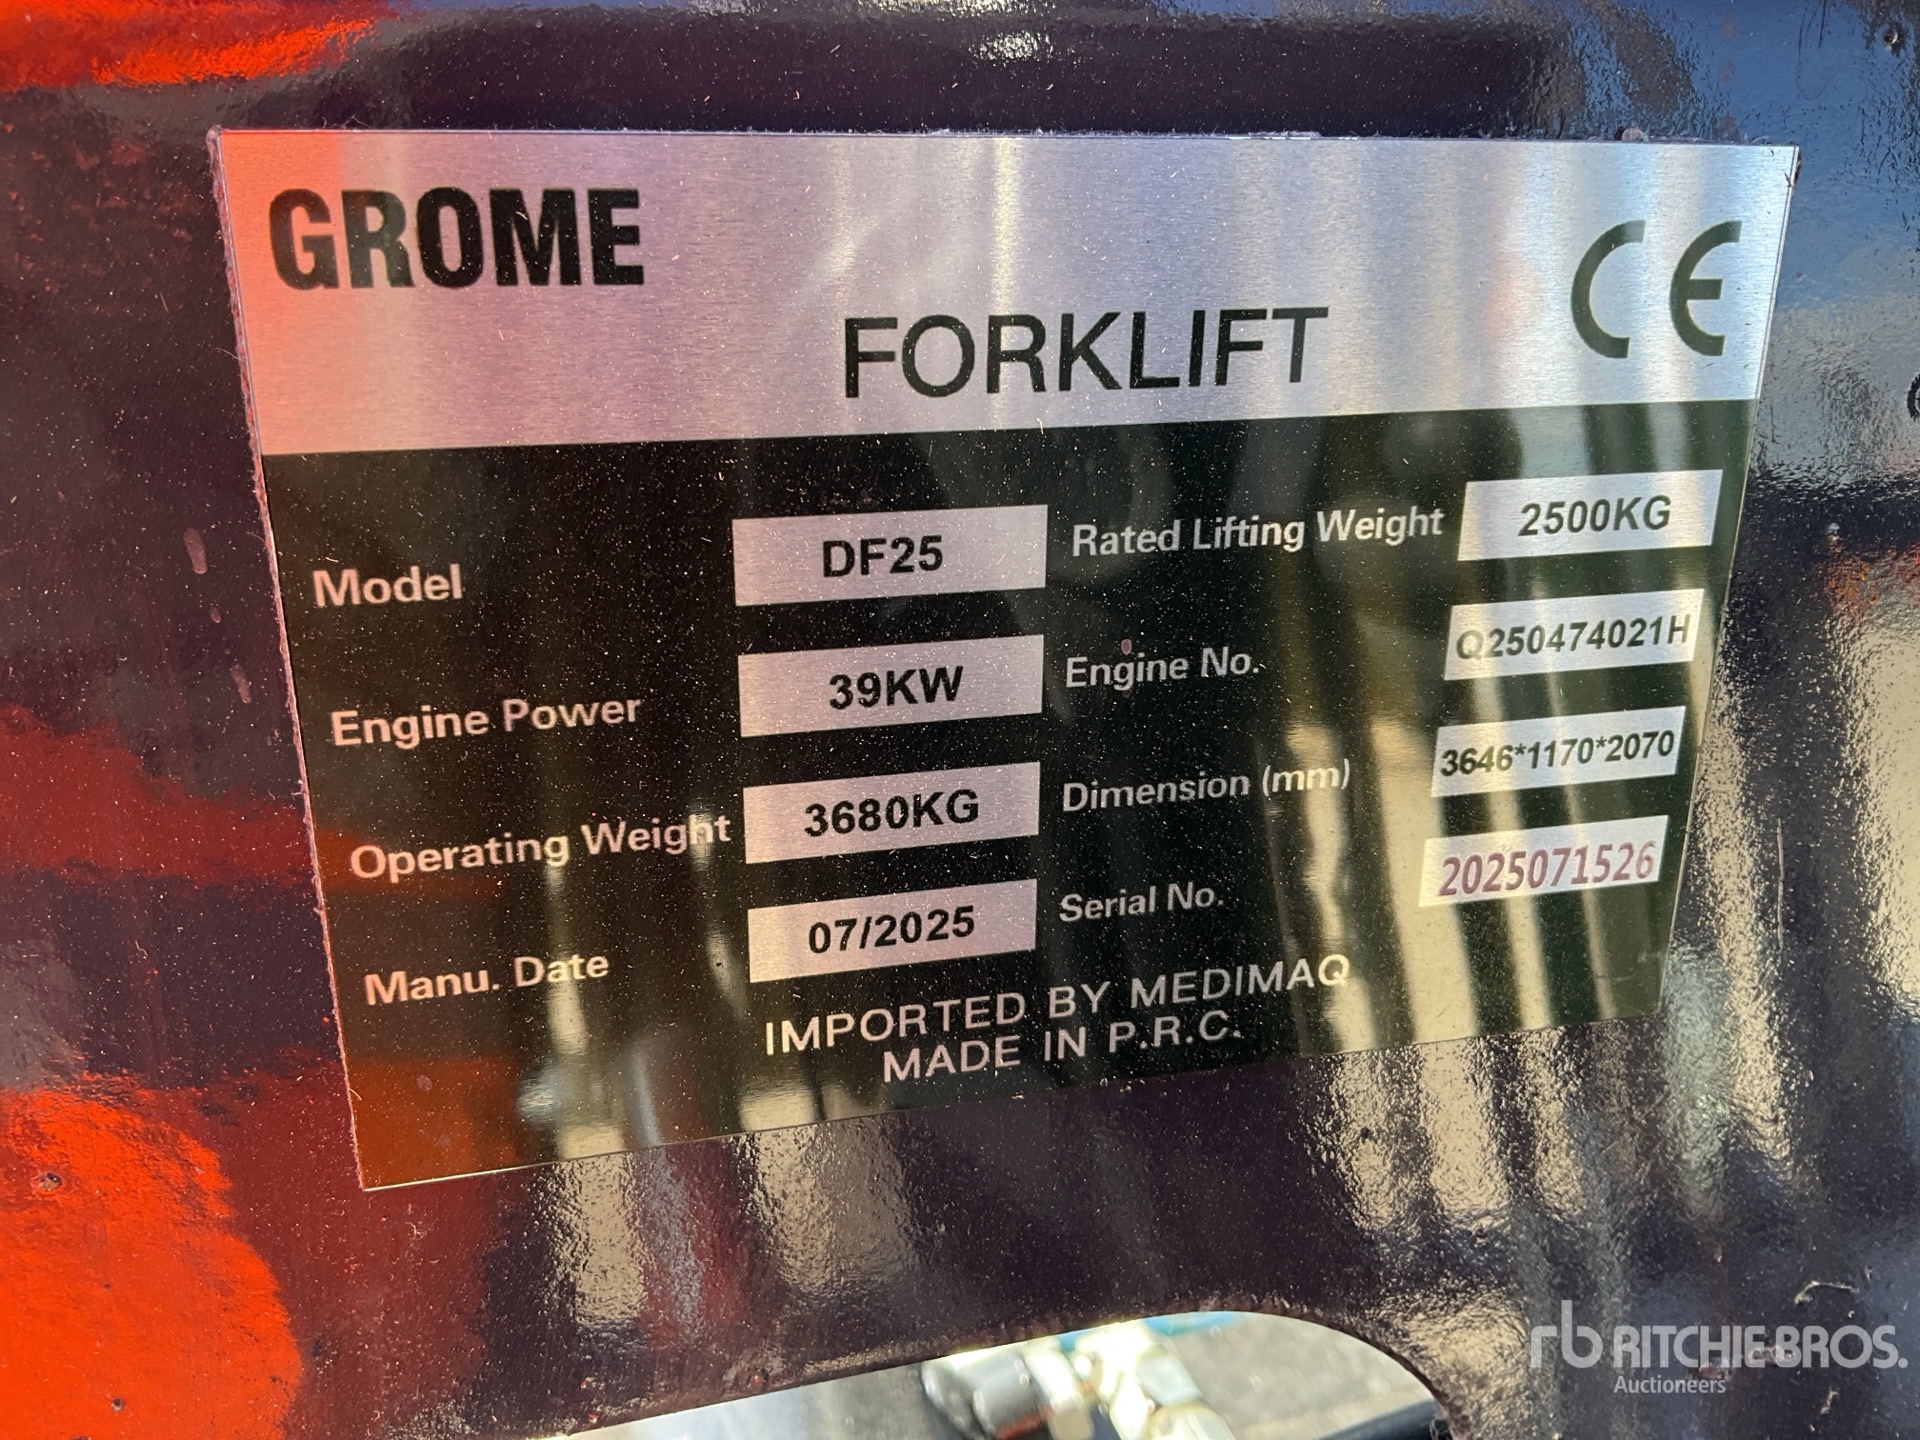 GROME
CE
FORKLIFT
Model DF25
Rated Lifting Weight 2500KG
Engine Power 39KW
Engine No. Q250474021H
Operating Weight 3680KG
Dimension (mm) 3646*1170*2070
Manu. Date 07/2025
Serial No. 2025071526
IMPORTED BY MEDIMAQ
MADE IN P.R.C.
rb RITCHIE BROS.
Auctioneers